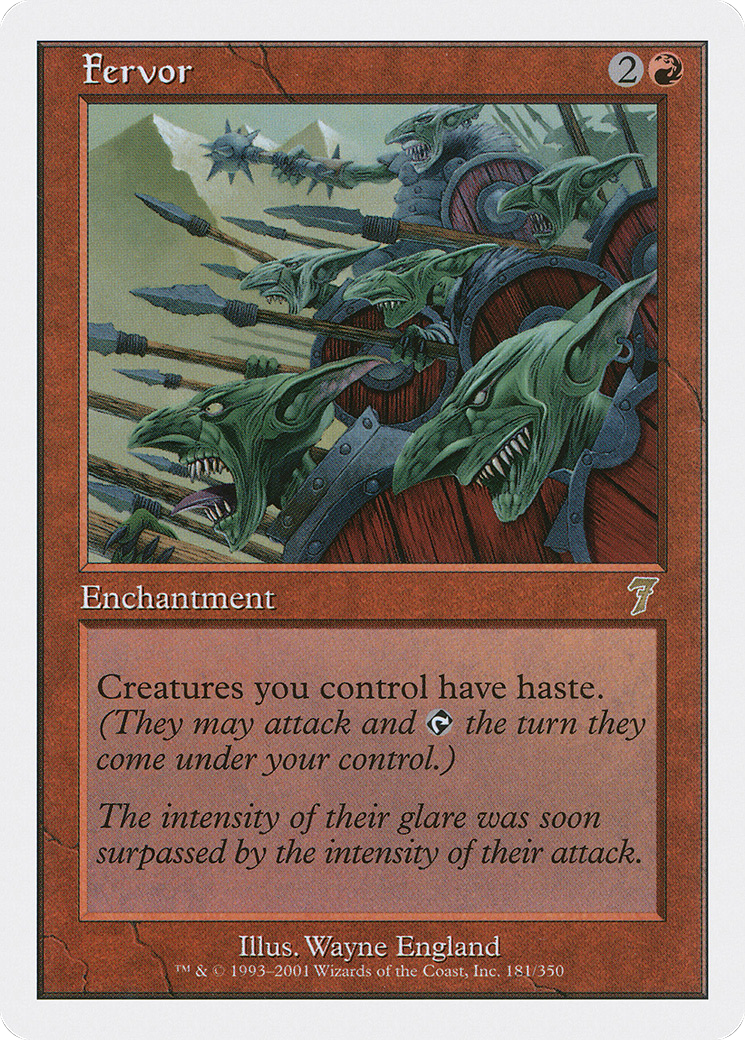 Fervor
2
Enchantment
7
Creatures you control have haste.
(They may attack and the turn they
come under your control.)
The intensity of their glare was soon
surpassed by the intensity of their attack.
Illus. Wayne England
™ & © 1993–2001 Wizards of the Coast, Inc. 181/350